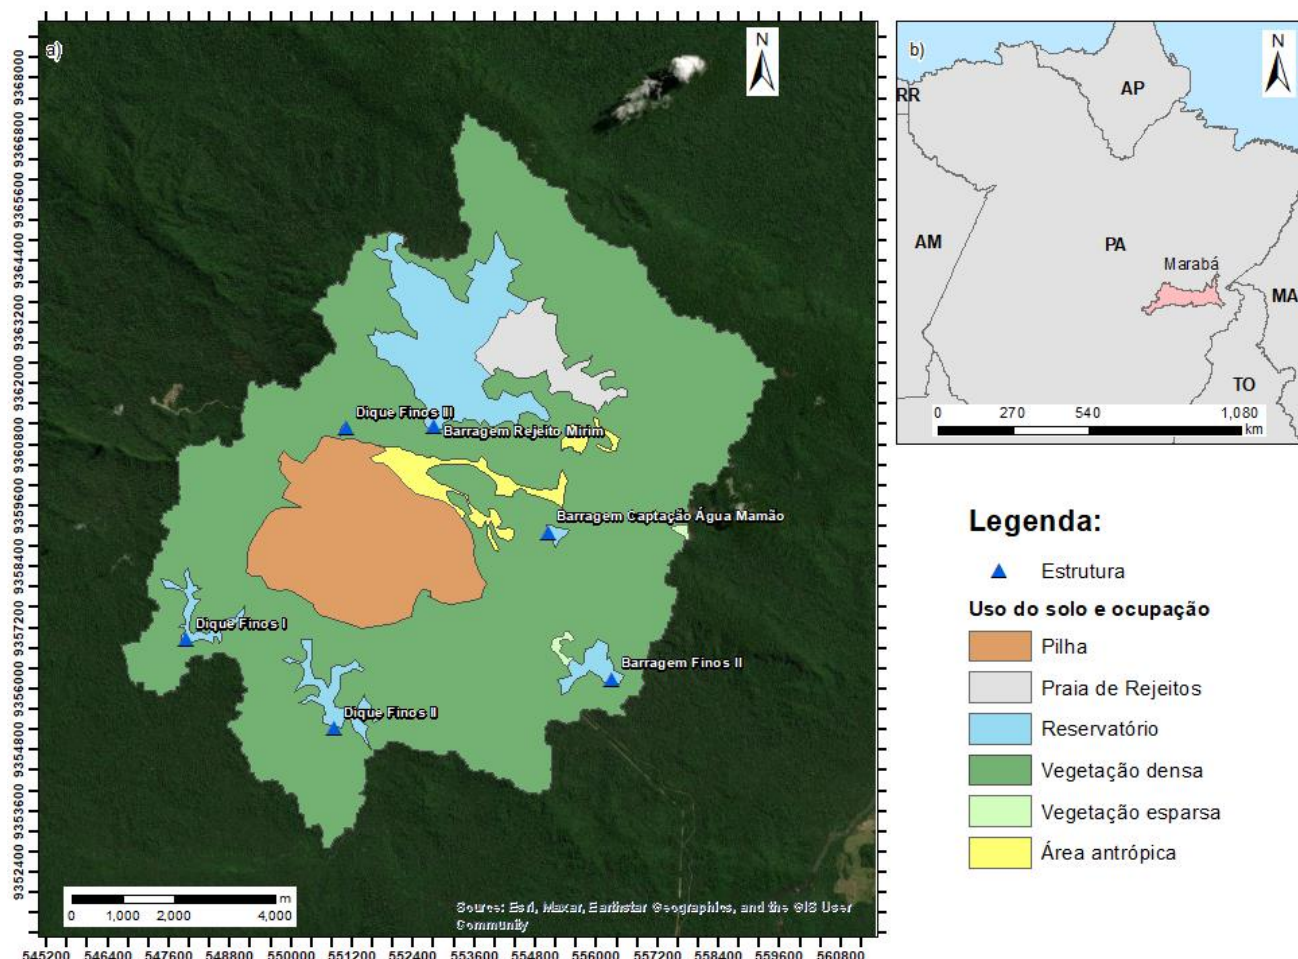 a)
N
9368000
9366800
9365600
9364400
9363200
9362000
9360800
9359600
9358400
9357200
9356000
9354800
9353600
9352400
Dique Finos III
Barragem Rejeito Mirim
Barragem Captação Água Mamão
Dique Finos I
Barragem Finos II
Dique Finos II
m
0 1,000 2,000 4,000
Source: Esri, Maxar, Earthstar Geographics, and the GIS User
Community
545200 546400 547600 548800 550000 551200 552400 553600 554800 556000 557200 558400 559600 560800
b)
N
RR
AP
AM
PA
Marabá
MA
TO
0 270 540 1,080
km
Legenda:
Estrutura
Uso do solo e ocupação
Pilha
Praia de Rejeitos
Reservatório
Vegetação densa
Vegetação esparsa
Área antrópica